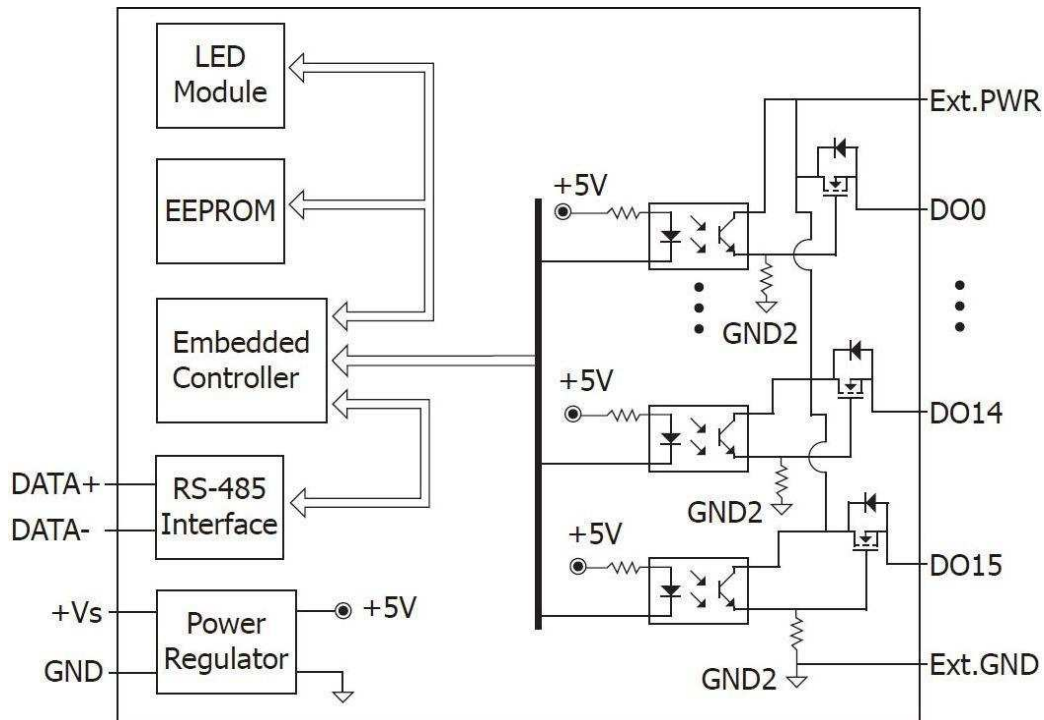 LED
Module
EEPROM
Embedded
Controller
RS-485
Interface
DATA+
DATA-
+Vs
GND
Power
Regulator
+5V
+5V
GND2
+5V
GND2
+5V
GND2
Ext.PWR
DO0
DO14
DO15
Ext.GND